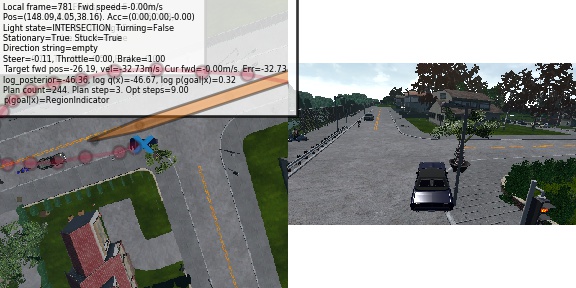 Local frame=781. Fwd speed=-0.00m/s
Pos=(148.09,4.05,38.16). Acc=(0.00,0.00,-0.00)
Light state=INTERSECTION. Turning=False
Stationary=True. Stuck=True
Direction string=empty
Steer=-0.11, Throttle=0.00, Brake=1.00
Target fwd pos=-26.19, vel=-32.73m/s. Cur fwd=-0.00m/s. Err=-32.73
log_posterior=-46.36, log q(x)=-46.67, log p(goal|x)=0.32
Plan count=244. Plan step=3. Opt steps=9.00
p(goal|x)=RegionIndicator